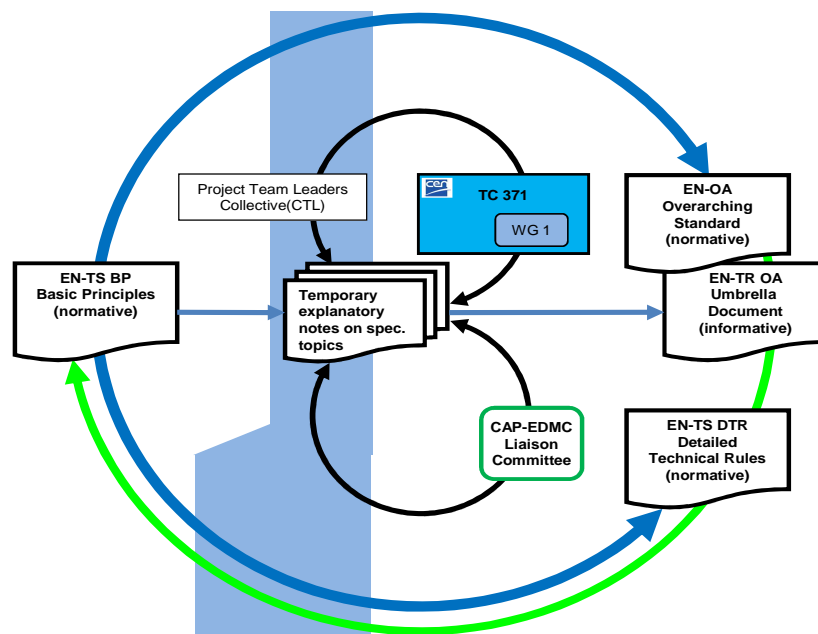 Project Team Leaders
Collective(CTL)
cen
TC 371
WG 1
EN-OA
Overarching
Standard
(normative)
EN-TS BP
Basic Principles
(normative)
Temporary
explanatory
notes on spec.
topics
EN-TR OA
Umbrella
Document
(informative)
CAP-EDMC
Liaison
Committee
EN-TS DTR
Detailed
Technical Rules
(normative)